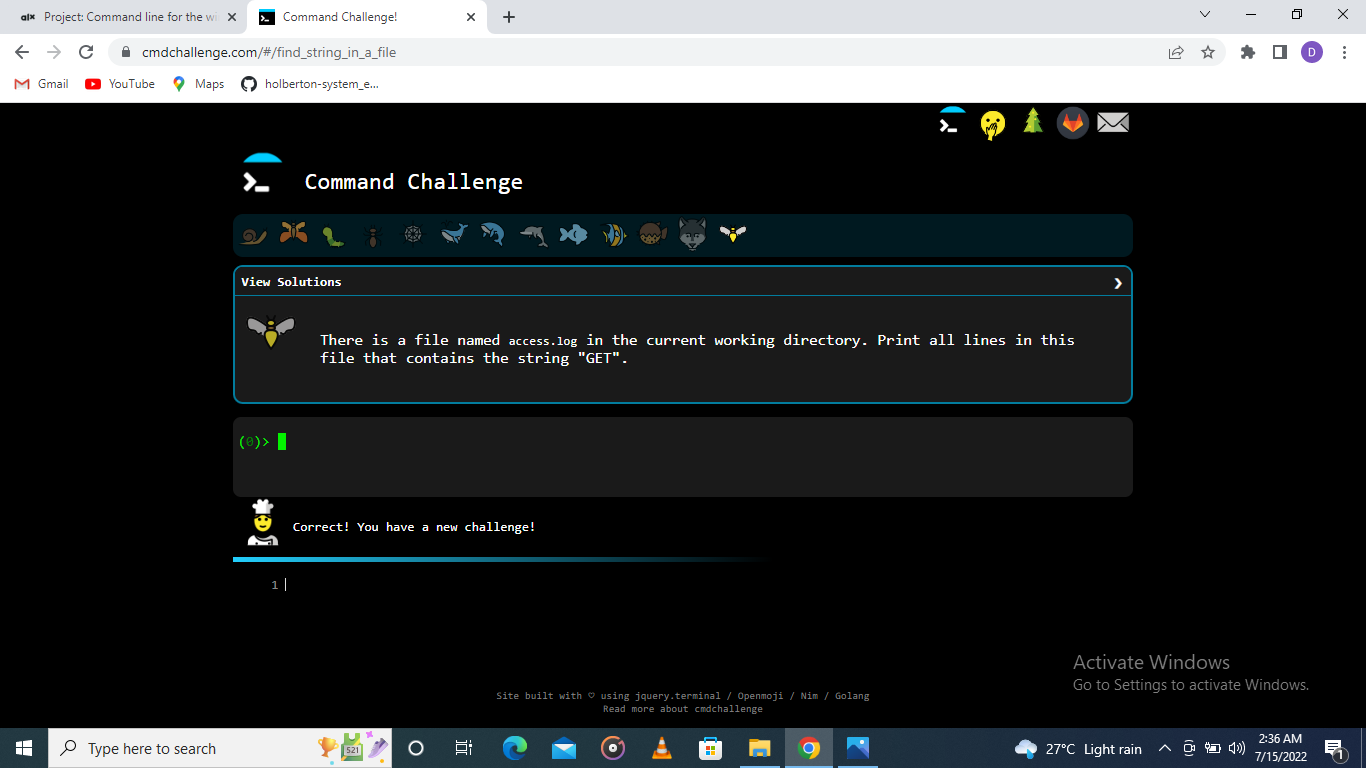 alx Project: Command line for the wi
Command Challenge!
cmdchallenge.com/#/find_string_in_a_file
D
Gmail YouTube Maps holberton-system_e...
Command Challenge
View Solutions
There is a file named access.log in the current working directory. Print all lines in this
file that contains the string "GET".
(0)>
Correct! You have a new challenge!
1
Activate Windows
Go to Settings to activate Windows.
Site built with ♡ using jquery.terminal / Openmoji / Nim / Golang
Read more about cmdchallenge
Type here to search
521
27°C Light rain
2:36 AM
7/15/2022
1